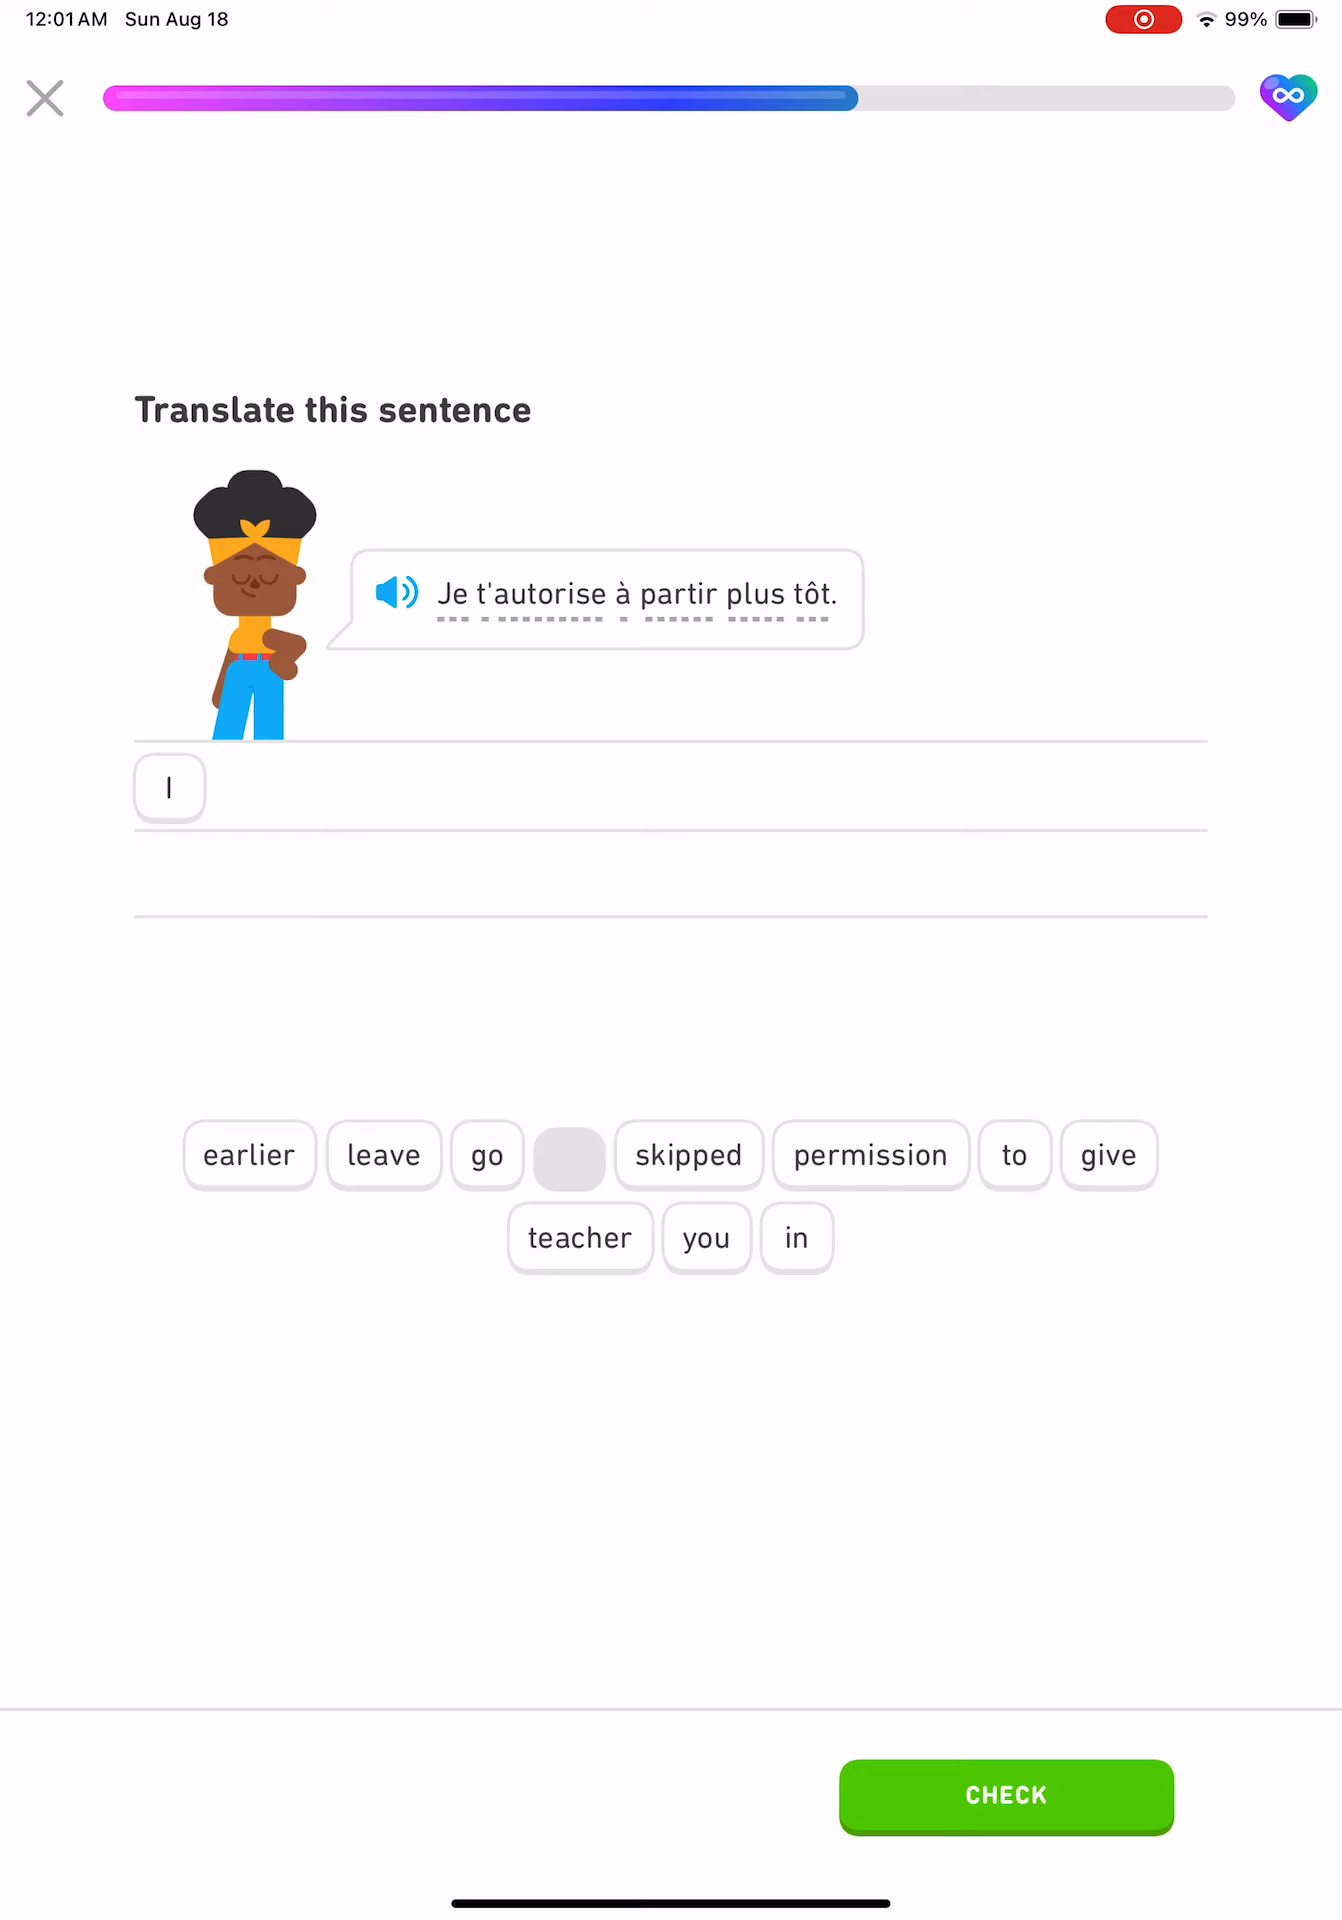 12:01 AM Sun Aug 18
99%
Translate this sentence
Je t'autorise à partir plus tôt.
I
earlier leave go skipped permission to give
teacher you in
CHECK